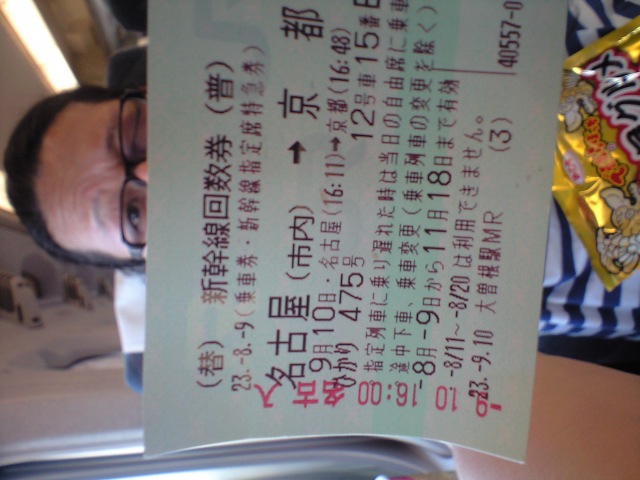 (替) 新幹線回数券 (普)
23.-8.-9 (乗車券・新幹線指定席特急券)
名古屋 (市内) → 京都
9月10日・名古屋(16:11)→京都(16:48)
ひかり 475号 12号車 15番
指定列車に乗り遅れた時は当日の自由席に乗車
途中下車、乗車変更(乗車列車の変更を除く)
-8月-9日から11月18日まで有効
-8/11~-8/20は利用できません。
23.-9.10 大曽根駅MR (3) 40557-0
16:00
10